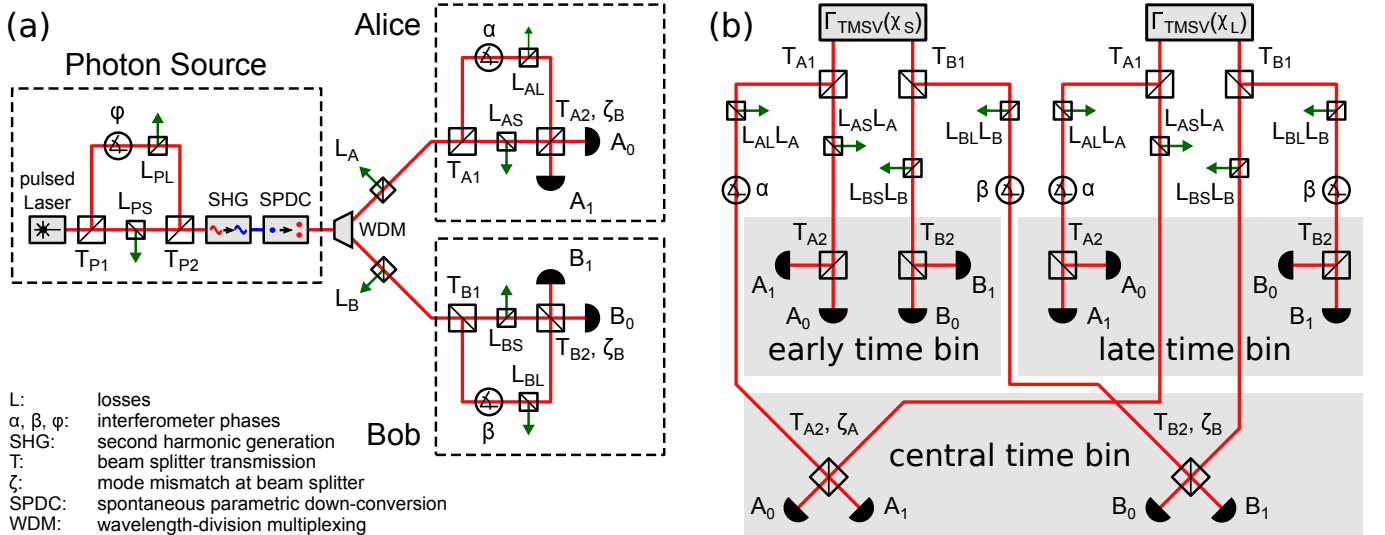 (a)
Photon Source
φ
L_PL
L_PS
pulsed
Laser
T_P1
T_P2
SHG
SPDC
WDM
L_A
L_B
Alice
α
L_AL
L_AS
T_A1
T_A2, ζ_B
A_0
A_1
B_1
T_B1
L_BS
B_0
T_B2, ζ_B
L_BL
β
Bob
L: losses
α, β, φ: interferometer phases
SHG: second harmonic generation
T: beam splitter transmission
ζ: mode mismatch at beam splitter
SPDC: spontaneous parametric down-conversion
WDM: wavelength-division multiplexing
(b)
Γ_TMSV(χ_S)
Γ_TMSV(χ_L)
T_A1
T_B1
T_A1
T_B1
L_AL L_A
L_AS L_A
L_BL L_B
L_BS L_B
L_AL L_A
L_AS L_A
L_BL L_B
L_BS L_B
α
β
α
β
T_A2
T_B2
T_A2
T_B2
A_1
B_1
A_0
B_0
A_0
B_0
A_1
B_1
early time bin
late time bin
T_A2, ζ_A
T_B2, ζ_B
central time bin
A_0
A_1
B_0
B_1